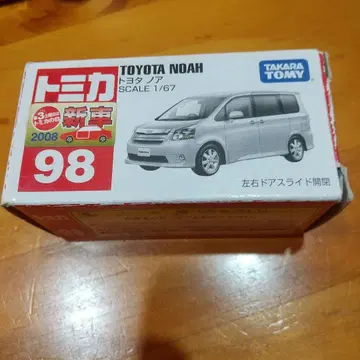 トミカ
TOYOTA NOAH
トヨタ ノア
SCALE 1/67
TAKARA
TOMY
新車
2008
98
左右ドアスライド開閉